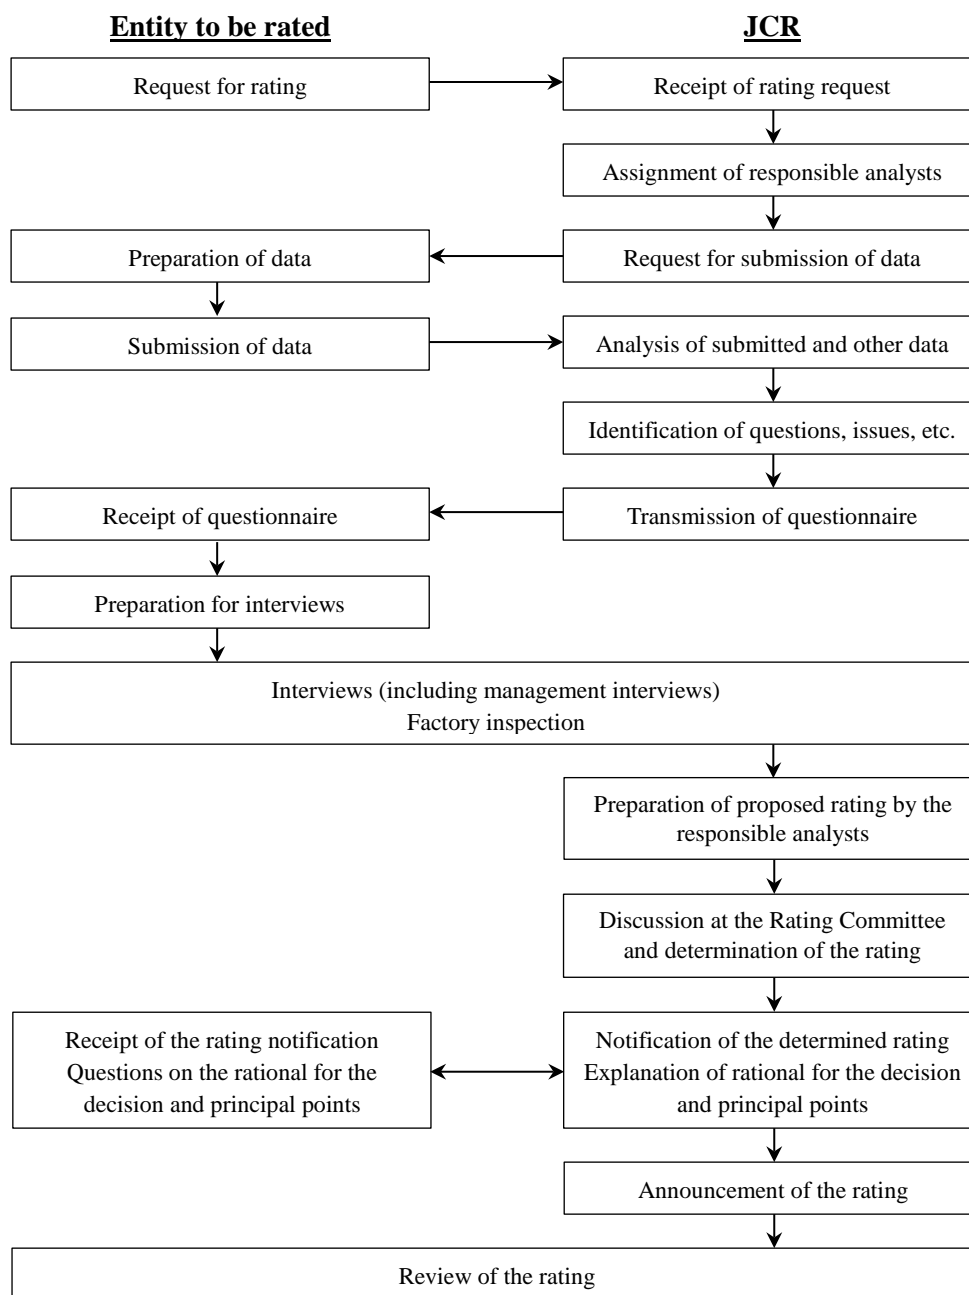 Entity to be rated
JCR
Request for rating
Receipt of rating request
Assignment of responsible analysts
Preparation of data
Request for submission of data
Submission of data
Analysis of submitted and other data
Identification of questions, issues, etc.
Receipt of questionnaire
Transmission of questionnaire
Preparation for interviews
Interviews (including management interviews)
Factory inspection
Preparation of proposed rating by the
responsible analysts
Discussion at the Rating Committee
and determination of the rating
Receipt of the rating notification
Questions on the rational for the
decision and principal points
Notification of the determined rating
Explanation of rational for the decision
and principal points
Announcement of the rating
Review of the rating